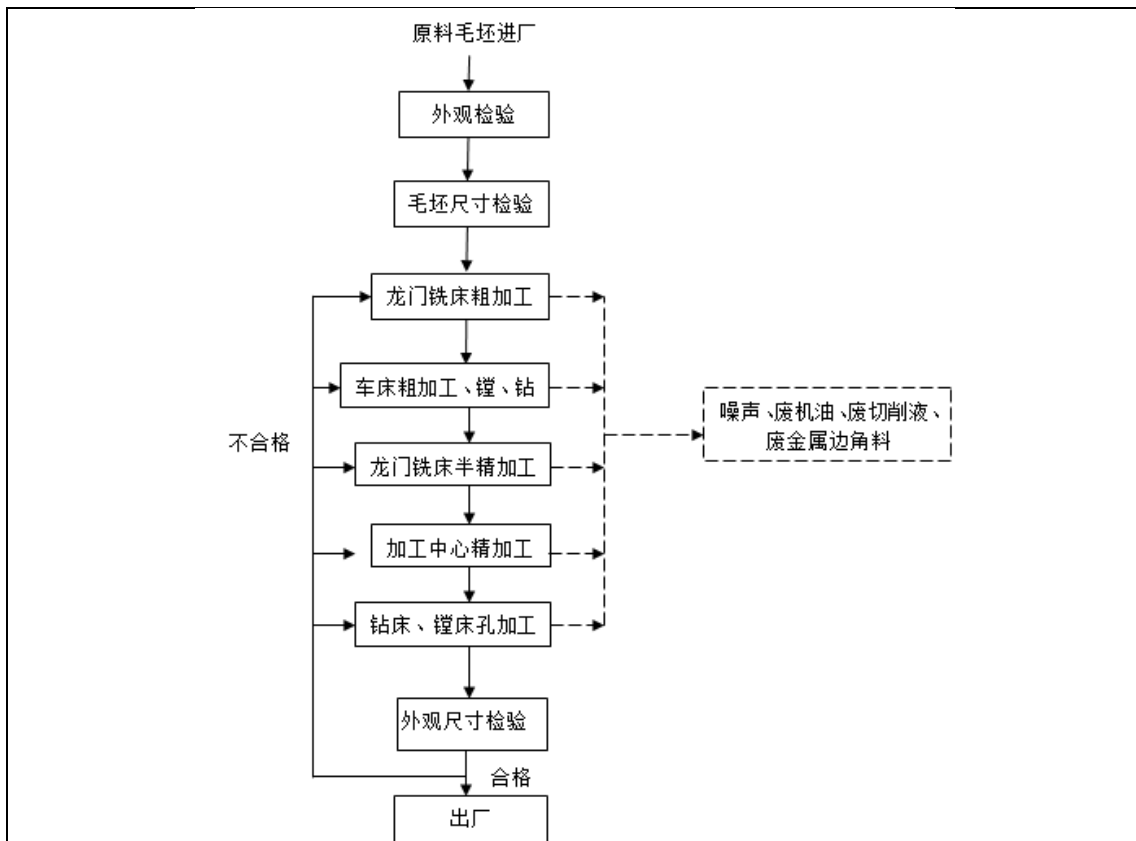 原料毛坯进厂
外观检验
毛坯尺寸检验
龙门铣床粗加工
车床粗加工、镗、钻
噪声、废机油、废切削液、
废金属边角料
不合格
龙门铣床半精加工
加工中心精加工
钻床、镗床孔加工
外观尺寸检验
合格
出厂